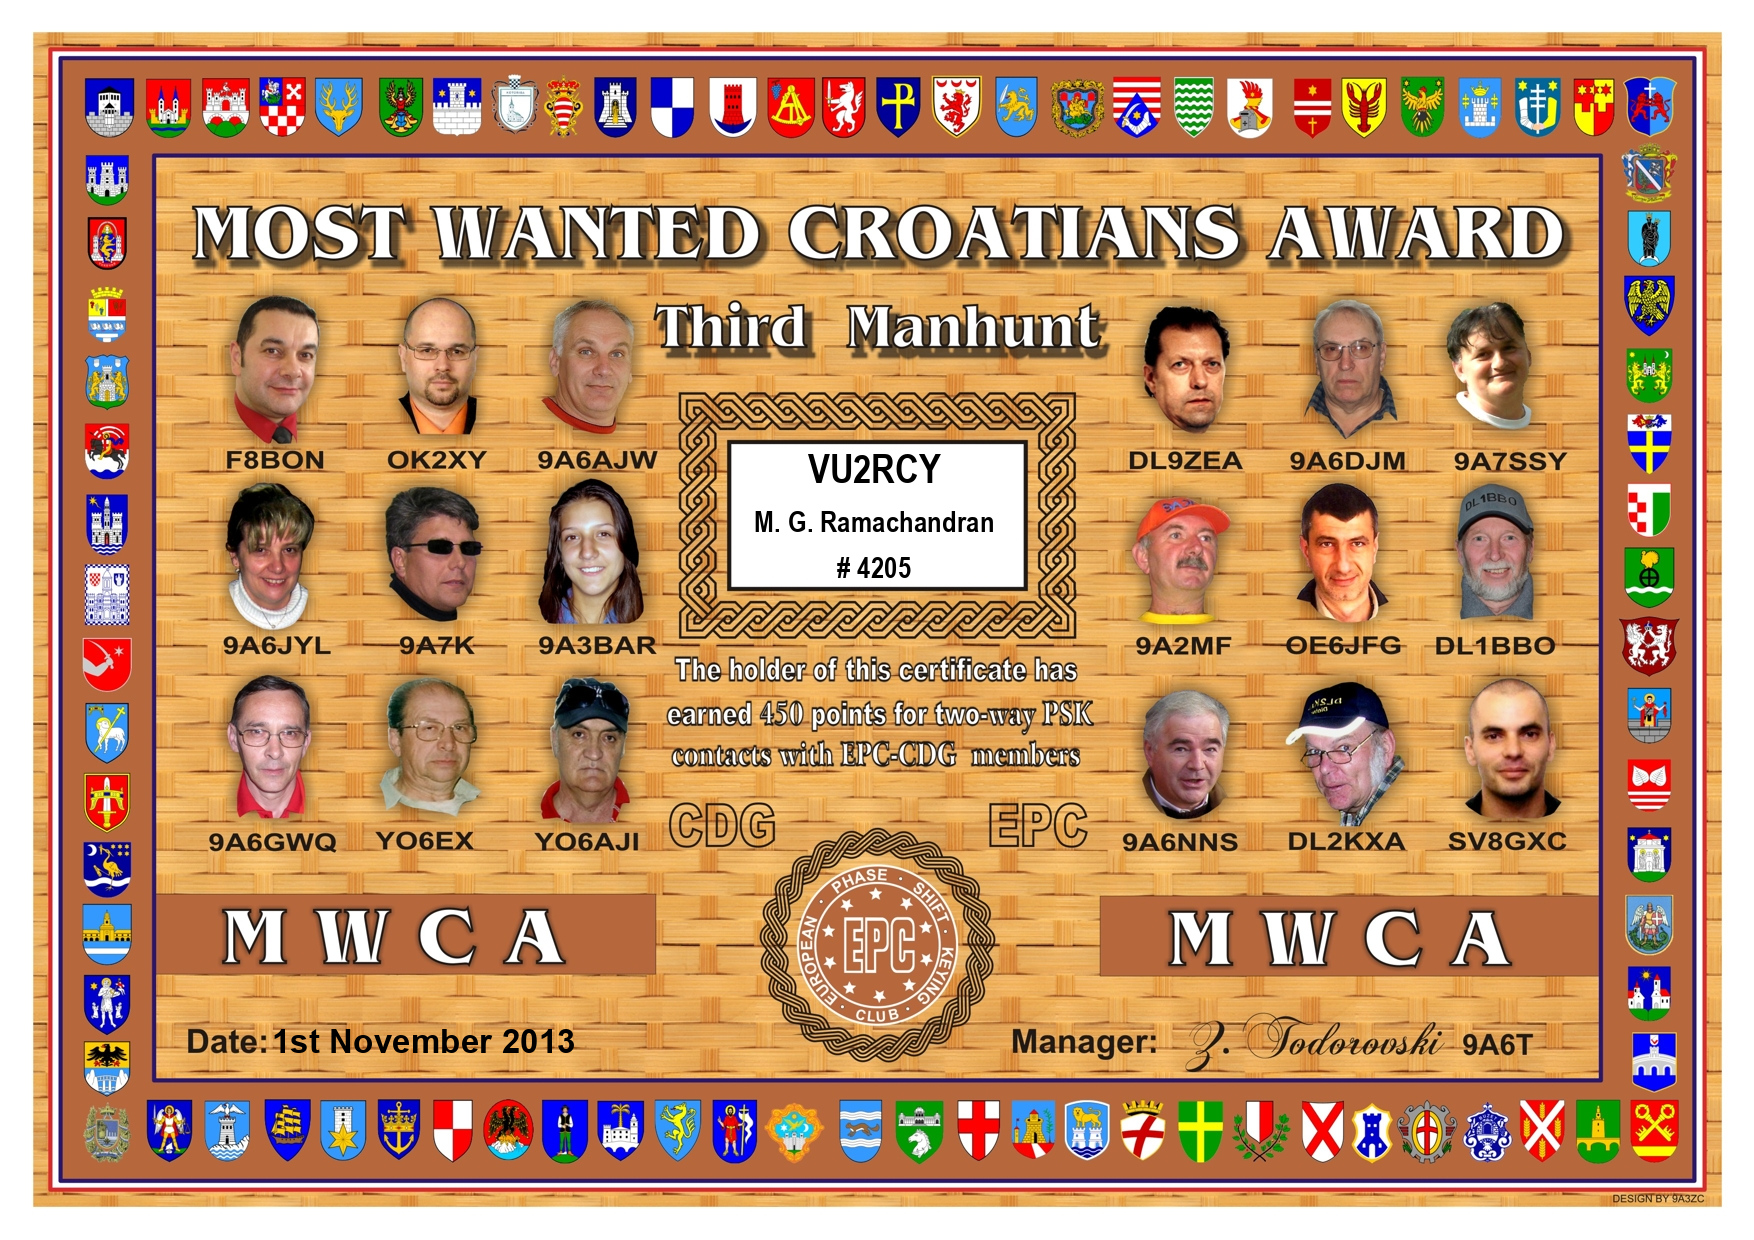 MOST WANTED CROATIANS AWARD
Third Manhunt
F8BON OK2XY 9A6AJW
DL9ZEA 9A6DJM 9A7SSY
VU2RCY
M. G. Ramachandran
# 4205
DL1BBO
9A6JYL 9A7K 9A3BAR
9A2MF OE6JFG DL1BBO
The holder of this certificate has
earned 450 points for two-way PSK
contacts with EPC-CDG members
9A6GWQ YO6EX YO6AJI
CDG EPC
9A6NNS DL2KXA SV8GXC
M W C A
EUROPEAN · PHASE · SHIFT · KEYING · CLUB ·
EPC
M W C A
Date: 1st November 2013
Manager: Z. Todorovski 9A6T
DESIGN BY 9A3ZC